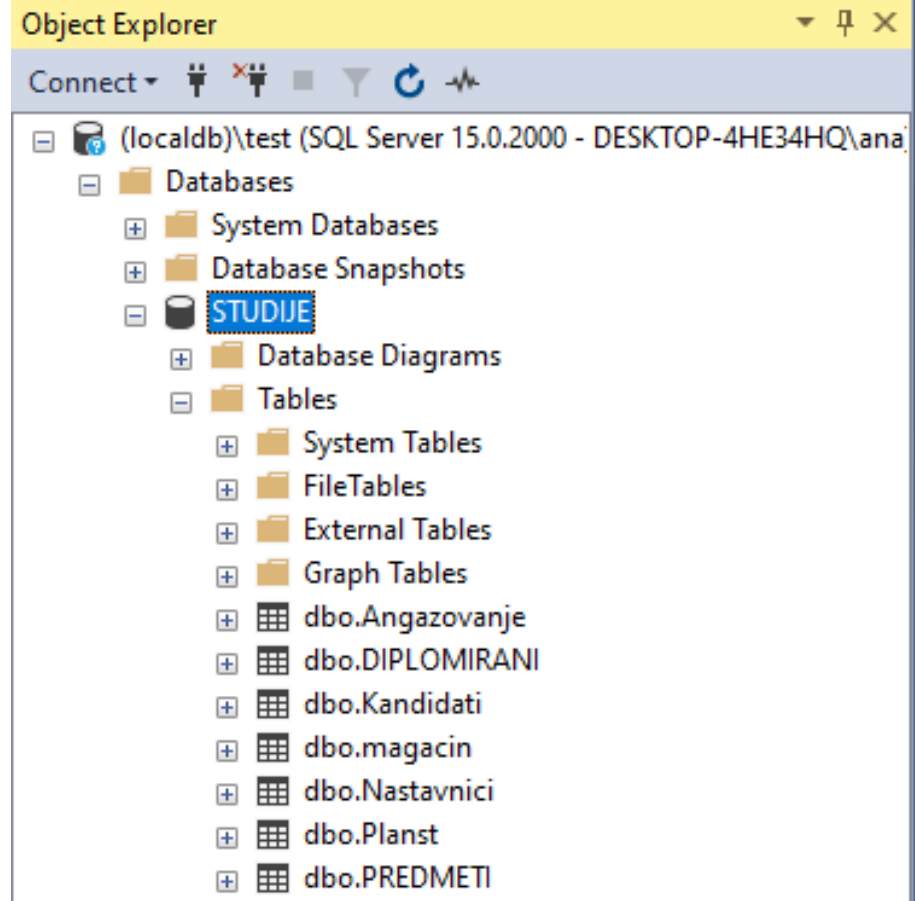 Object Explorer
Connect
(localdb)\test (SQL Server 15.0.2000 - DESKTOP-4HE34HQ\ana
Databases
System Databases
Database Snapshots
STUDIJE
Database Diagrams
Tables
System Tables
FileTables
External Tables
Graph Tables
dbo.Angazovanje
dbo.DIPLOMIRANI
dbo.Kandidati
dbo.magacin
dbo.Nastavnici
dbo.Planst
dbo.PREDMETI